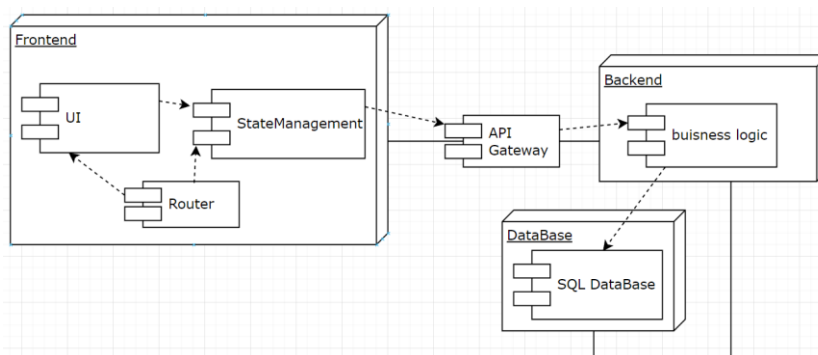 Frontend
UI
StateManagement
Router
API
Gateway
Backend
buisness logic
DataBase
SQL DataBase